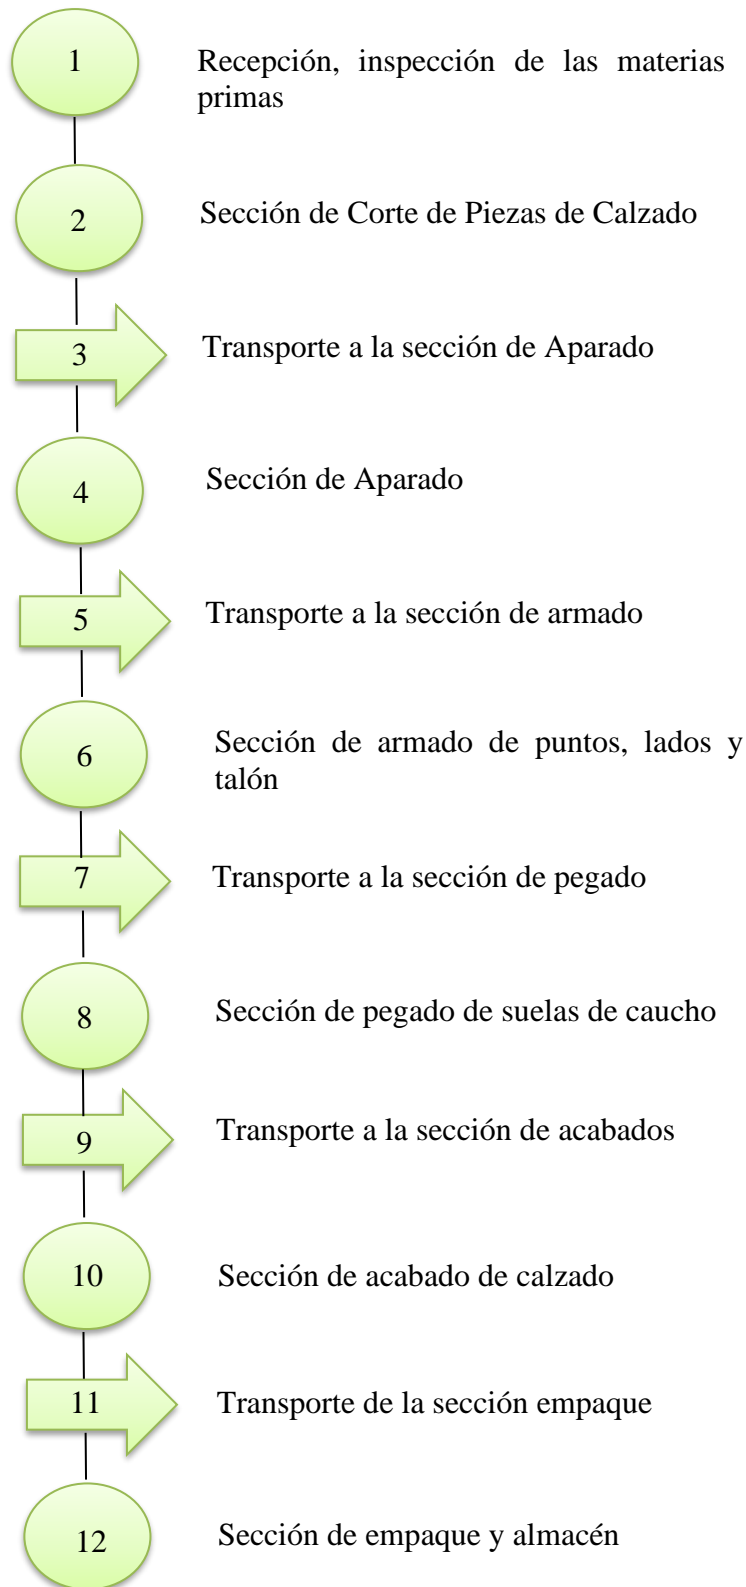 1
Recepción, inspección de las materias
primas
2
Sección de Corte de Piezas de Calzado
3
Transporte a la sección de Aparado
4
Sección de Aparado
5
Transporte a la sección de armado
6
Sección de armado de puntos, lados y
talón
7
Transporte a la sección de pegado
8
Sección de pegado de suelas de caucho
9
Transporte a la sección de acabados
10
Sección de acabado de calzado
11
Transporte de la sección empaque
12
Sección de empaque y almacén